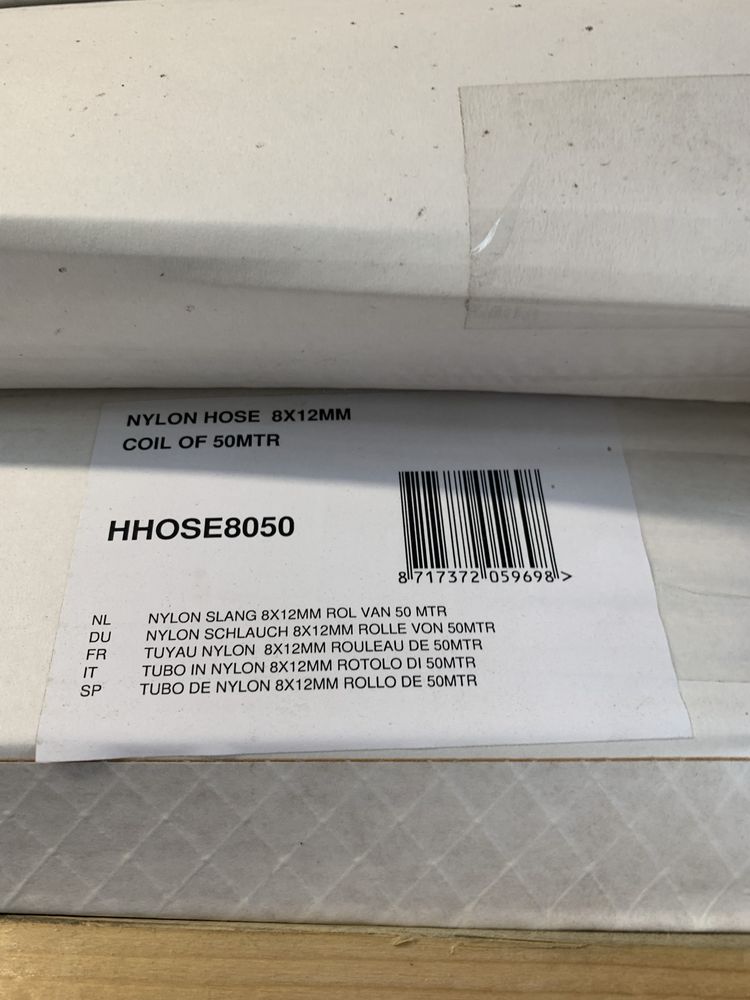 NYLON HOSE 8X12MM
COIL OF 50MTR
HHOSE8050
8 717372 059698 >
NL NYLON SLANG 8X12MM ROL VAN 50 MTR
DU NYLON SCHLAUCH 8X12MM ROLLE VON 50MTR
FR TUYAU NYLON 8X12MM ROULEAU DE 50MTR
IT TUBO IN NYLON 8X12MM ROTOLO DI 50MTR
SP TUBO DE NYLON 8X12MM ROLLO DE 50MTR